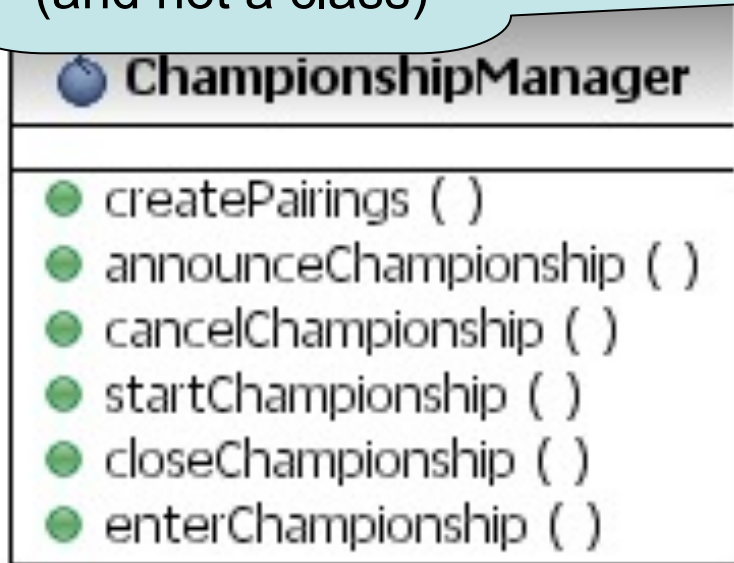 (and not a class)
ChampionshipManager
createPairings ( )
announceChampionship ( )
cancelChampionship ( )
startChampionship ( )
closeChampionship ( )
enterChampionship ( )